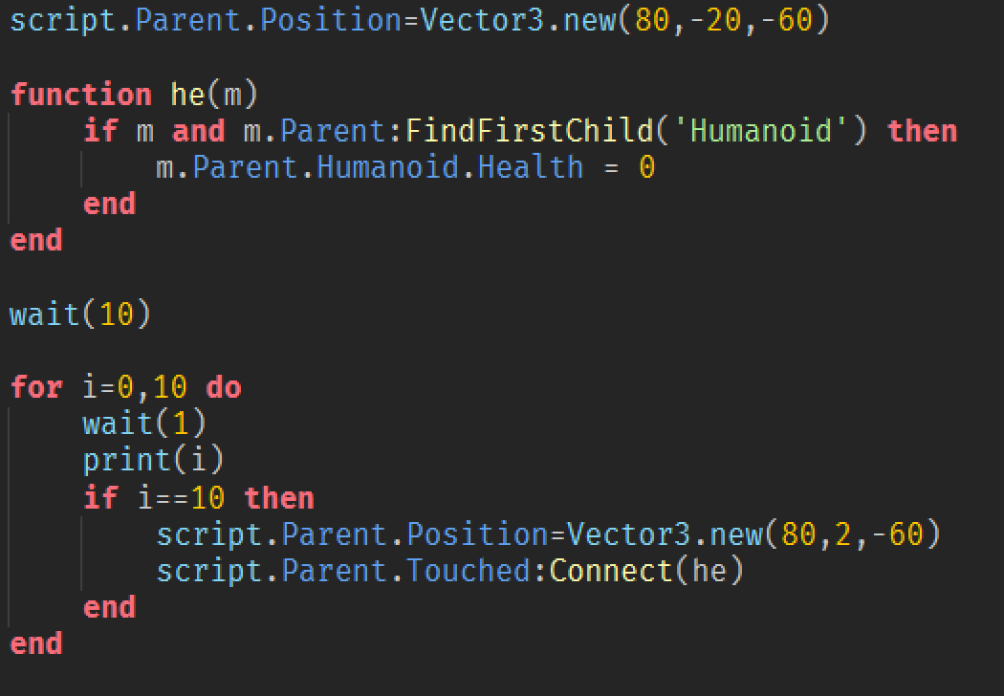 script.Parent.Position=Vector3.new(80,-20,-60)
function he(m)
if m and m.Parent:FindFirstChild('Humanoid') then
m.Parent.Humanoid.Health = 0
end
end
wait(10)
for i=0,10 do
wait(1)
print(i)
if i==10 then
script.Parent.Position=Vector3.new(80,2,-60)
script.Parent.Touched:Connect(he)
end
end